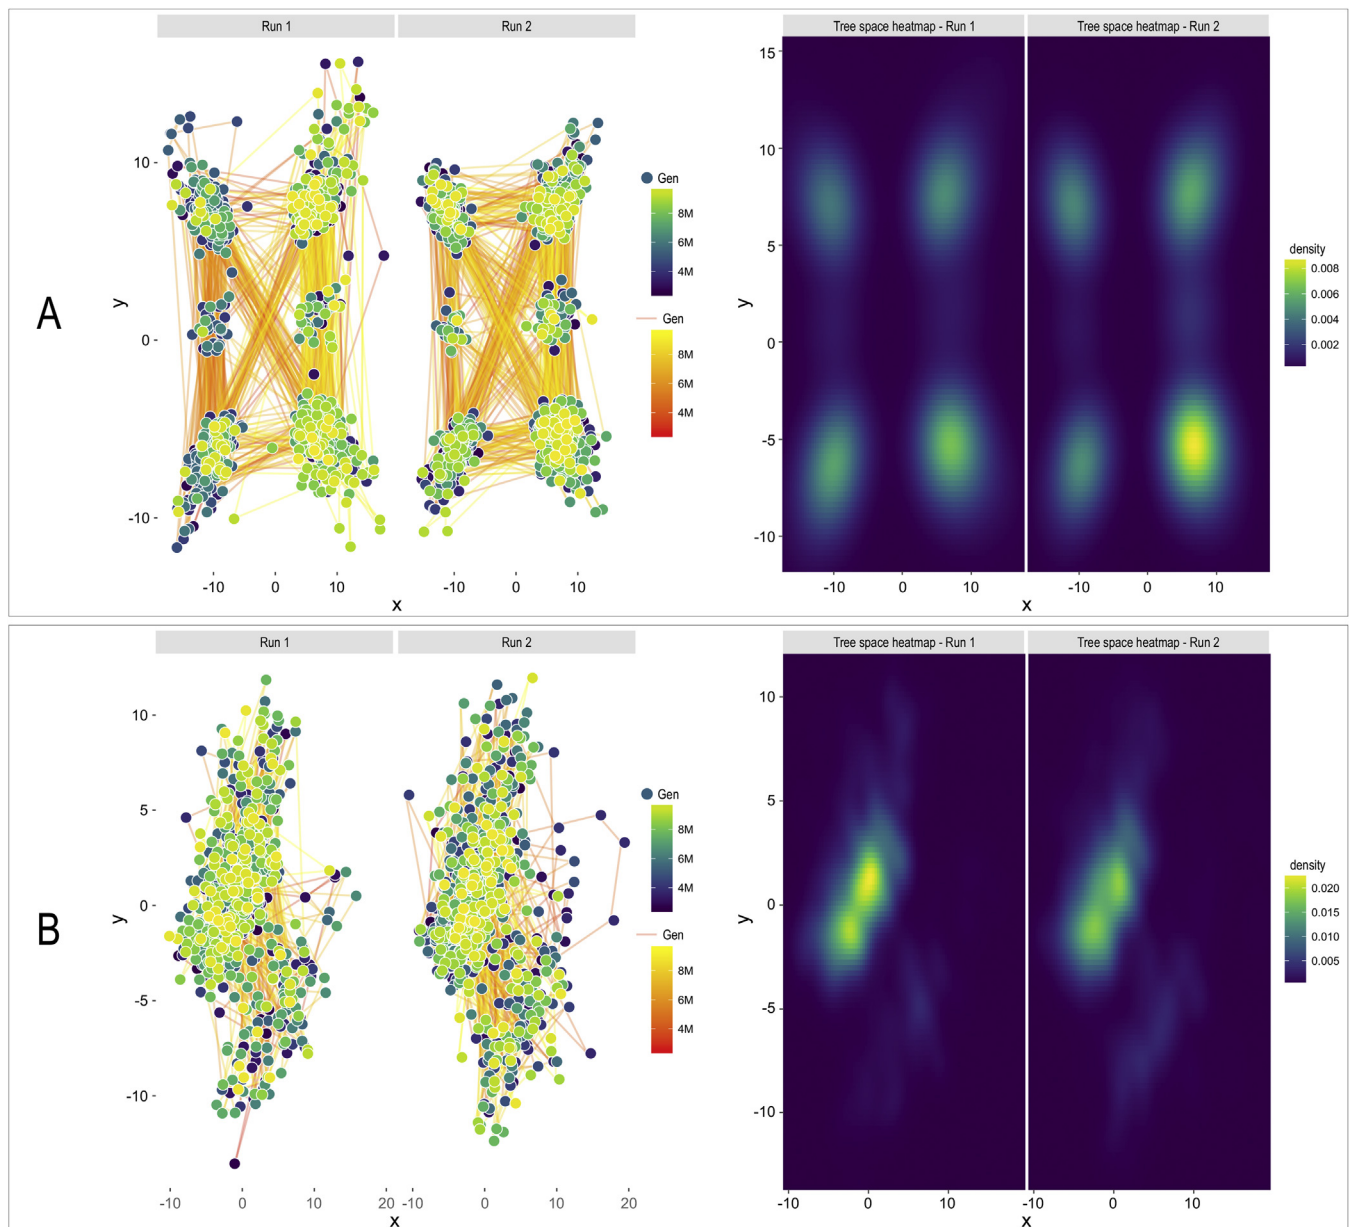 Run 1 Run 2 Tree space heatmap - Run 1 Tree space heatmap - Run 2
A
y
10 -
0 -
-10 -
-10 0 10 -10 0 10
x
Gen
8M
6M
4M
Gen
8M
6M
4M
y
15
10
5
0
-5
-10
0 10 0 10
x
density
0.008
0.006
0.004
0.002
Run 1 Run 2 Tree space heatmap - Run 1 Tree space heatmap - Run 2
B
y
10 -
5 -
0 -
-5 -
-10 -
-10 0 10 20 -10 0 10 20
x
Gen
8M
6M
4M
Gen
8M
6M
4M
y
10
5
0
-5
-10
-10 0 10 0 10
x
density
0.020
0.015
0.010
0.005